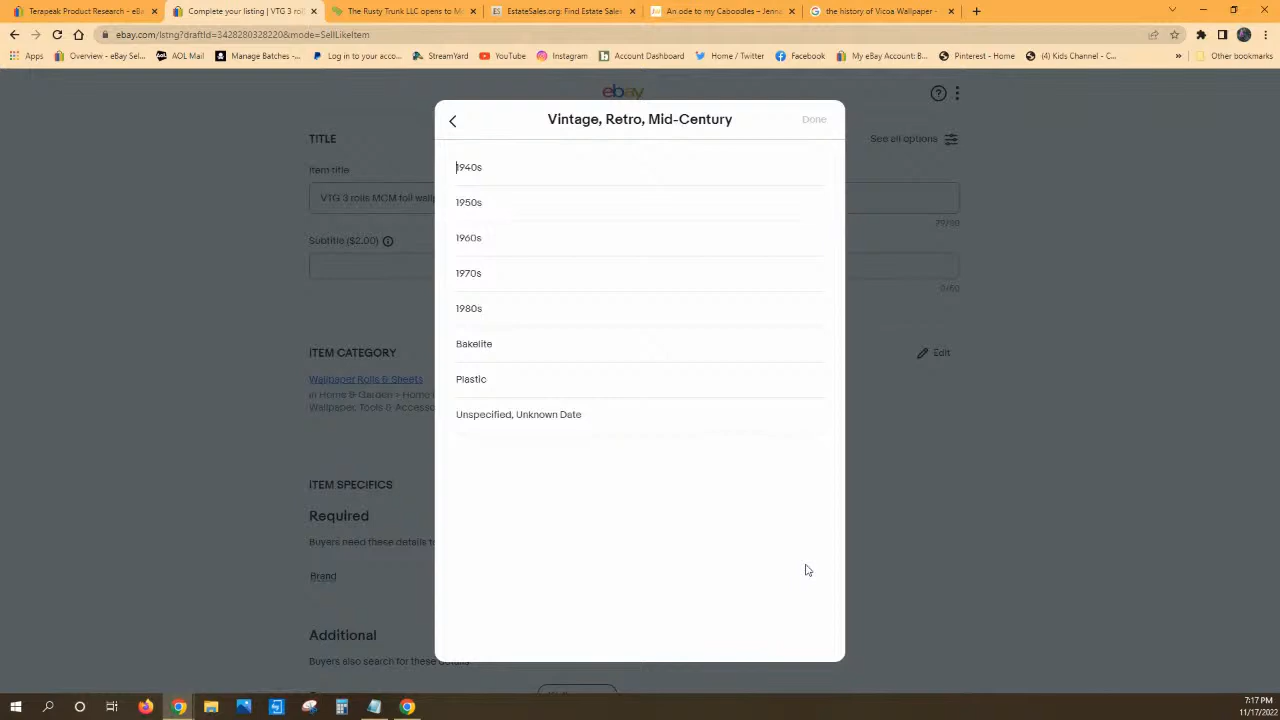 Terapeak Product Research - eBay
Complete your listing | VTG 3 roll
The Rusty Trunk LLC opens to M
EstateSales.org: Find Estate Sales
An ode to my Caboodles – Jenn
the history of Vicoa Wallpaper -
ebay.com/lstng?draftId=3428280328220&mode=SellLikeItem
Apps
Overview - eBay Sel...
AOL Mail
Manage Batches -...
Log in to your acco...
StreamYard
YouTube
Instagram
Account Dashboard
Home / Twitter
Facebook
My eBay Account: B...
Pinterest - Home
(4) Kids Channel - C...
Other bookmarks
ebay
Vintage, Retro, Mid-Century
Done
TITLE
See all options
Item title
VTG 3 rolls MCM foil wallp
79/80
Subtitle ($2.00)
0/60
1940s
1950s
1960s
1970s
1980s
Bakelite
Plastic
Unspecified, Unknown Date
ITEM CATEGORY
Edit
Wallpaper Rolls & Sheets
in Home & Garden > Home
Wallpaper, Tools & Accesso
ITEM SPECIFICS
Required
Buyers need these details to
Brand
Additional
Buyers also search for these details
7:17 PM
11/17/2022